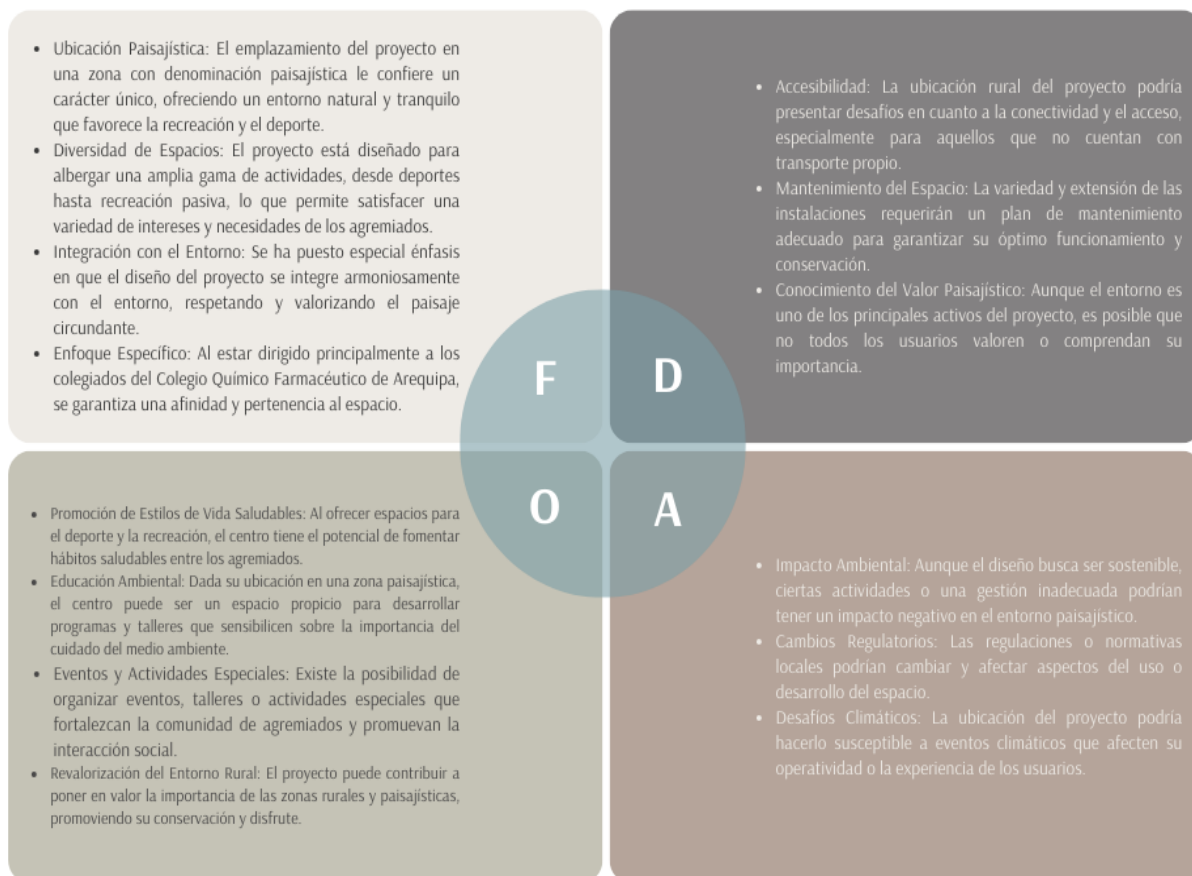 • Ubicación Paisajística: El emplazamiento del proyecto en
una zona con denominación paisajística le confiere un
carácter único, ofreciendo un entorno natural y tranquilo
que favorece la recreación y el deporte.
• Diversidad de Espacios: El proyecto está diseñado para
albergar una amplia gama de actividades, desde deportes
hasta recreación pasiva, lo que permite satisfacer una
variedad de intereses y necesidades de los agremiados.
• Integración con el Entorno: Se ha puesto especial énfasis
en que el diseño del proyecto se integre armoniosamente
con el entorno, respetando y valorizando el paisaje
circundante.
• Enfoque Específico: Al estar dirigido principalmente a los
colegiados del Colegio Químico Farmacéutico de Arequipa,
se garantiza una afinidad y pertenencia al espacio.
F
• Accesibilidad: La ubicación rural del proyecto podría
presentar desafíos en cuanto a la conectividad y el acceso,
especialmente para aquellos que no cuentan con
transporte propio.
• Mantenimiento del Espacio: La variedad y extensión de las
instalaciones requerirán un plan de mantenimiento
adecuado para garantizar su óptimo funcionamiento y
conservación.
• Conocimiento del Valor Paisajístico: Aunque el entorno es
uno de los principales activos del proyecto, es posible que
no todos los usuarios valoren o comprendan su
importancia.
D
• Promoción de Estilos de Vida Saludables: Al ofrecer espacios para
el deporte y la recreación, el centro tiene el potencial de fomentar
hábitos saludables entre los agremiados.
• Educación Ambiental: Dada su ubicación en una zona paisajística,
el centro puede ser un espacio propicio para desarrollar
programas y talleres que sensibilicen sobre la importancia del
cuidado del medio ambiente.
• Eventos y Actividades Especiales: Existe la posibilidad de
organizar eventos, talleres o actividades especiales que
fortalezcan la comunidad de agremiados y promuevan la
interacción social.
• Revalorización del Entorno Rural: El proyecto puede contribuir a
poner en valor la importancia de las zonas rurales y paisajísticas,
promoviendo su conservación y disfrute.
O
A
• Impacto Ambiental: Aunque el diseño busca ser sostenible,
ciertas actividades o una gestión inadecuada podrían
tener un impacto negativo en el entorno paisajístico.
• Cambios Regulatorios: Las regulaciones o normativas
locales podrían cambiar y afectar aspectos del uso o
desarrollo del espacio.
• Desafíos Climáticos: La ubicación del proyecto podría
hacerlo susceptible a eventos climáticos que afecten su
operatividad o la experiencia de los usuarios.